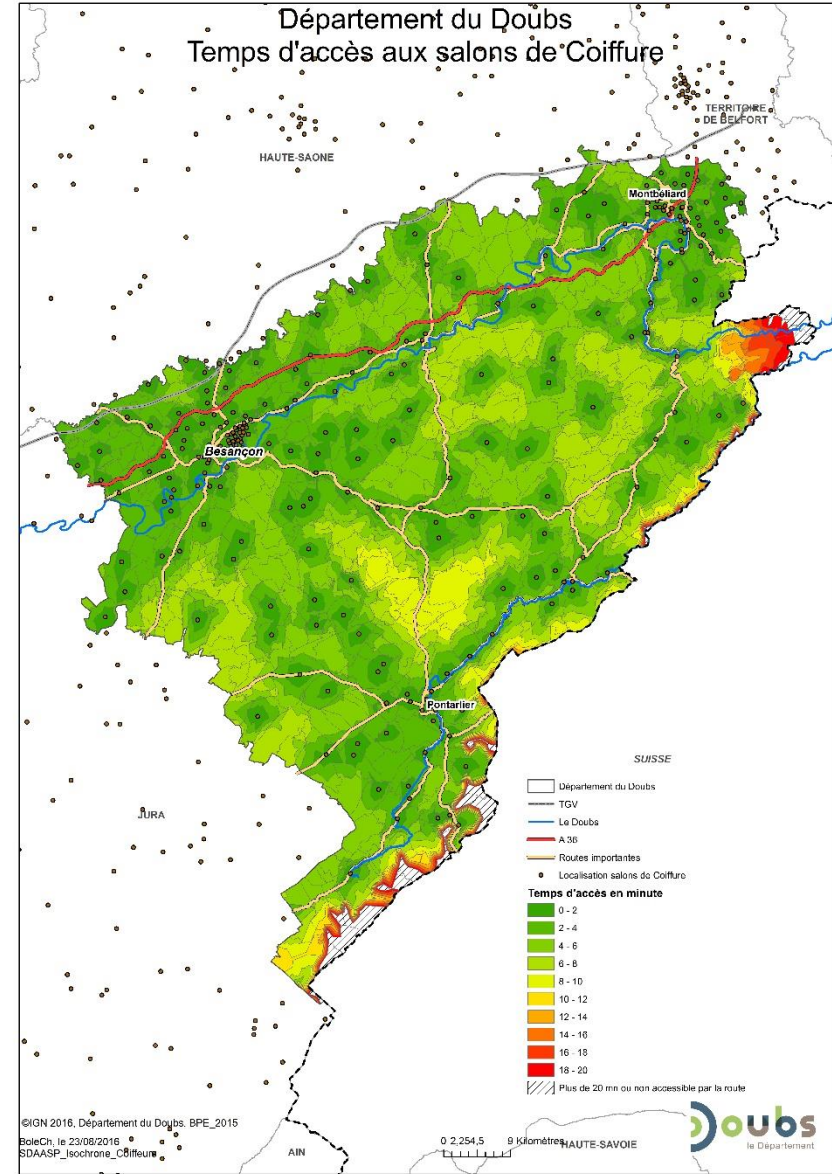 Département du Doubs
Temps d'accès aux salons de Coiffure
TERRITOIRE
DE BELFORT
HAUTE-SAONE
Montbéliard
Besançon
Pontarlier
SUISSE
JURA
Département du Doubs
TGV
Le Doubs
A 36
Routes importantes
Localisation salons de Coiffure
Temps d'accès en minute
0 - 2
2 - 4
4 - 6
6 - 8
8 - 10
10 - 12
12 - 14
14 - 16
16 - 18
18 - 20
Plus de 20 mn ou non accessible par la route
©IGN 2016, Département du Doubs. BPE_2015
BoleCh, le 23/08/2016
SDAASP_Isochrone_Coiffeurs
AIN
0 2,254,5 9 Kilomètres
HAUTE-SAVOIE
Doubs
le Département